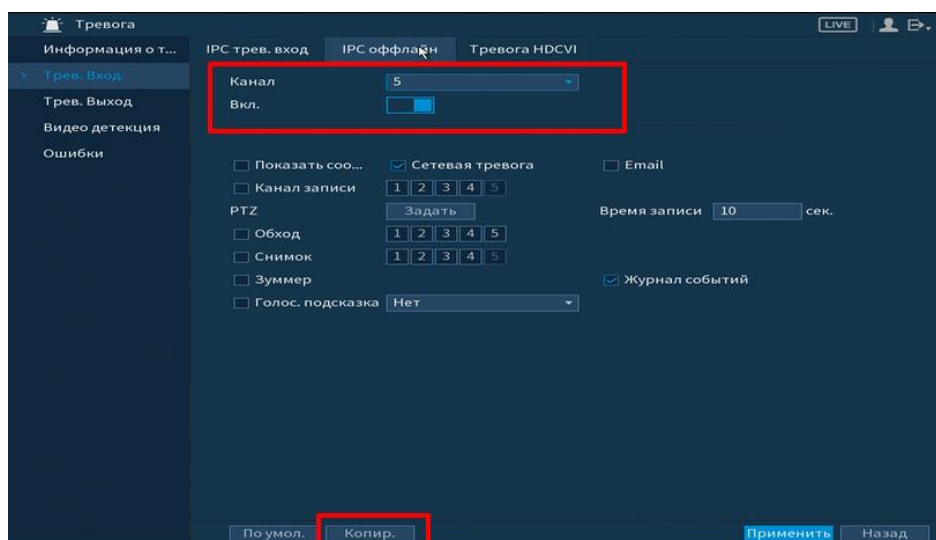 Тревога LIVE
Информация о т... IPC трев. вход IPC оффлайн Тревога HDCVI
Трев. Вход Канал 5
Трев. Выход Вкл.
Видео детекция
Ошибки Показать соо... Сетевая тревога Email
Канал записи 1 2 3 4 5
PTZ Задать Время записи 10 сек.
Обход 1 2 3 4 5
Снимок 1 2 3 4 5
Зуммер Журнал событий
Голос. подсказка Нет
По умол. Копир. Применить Назад